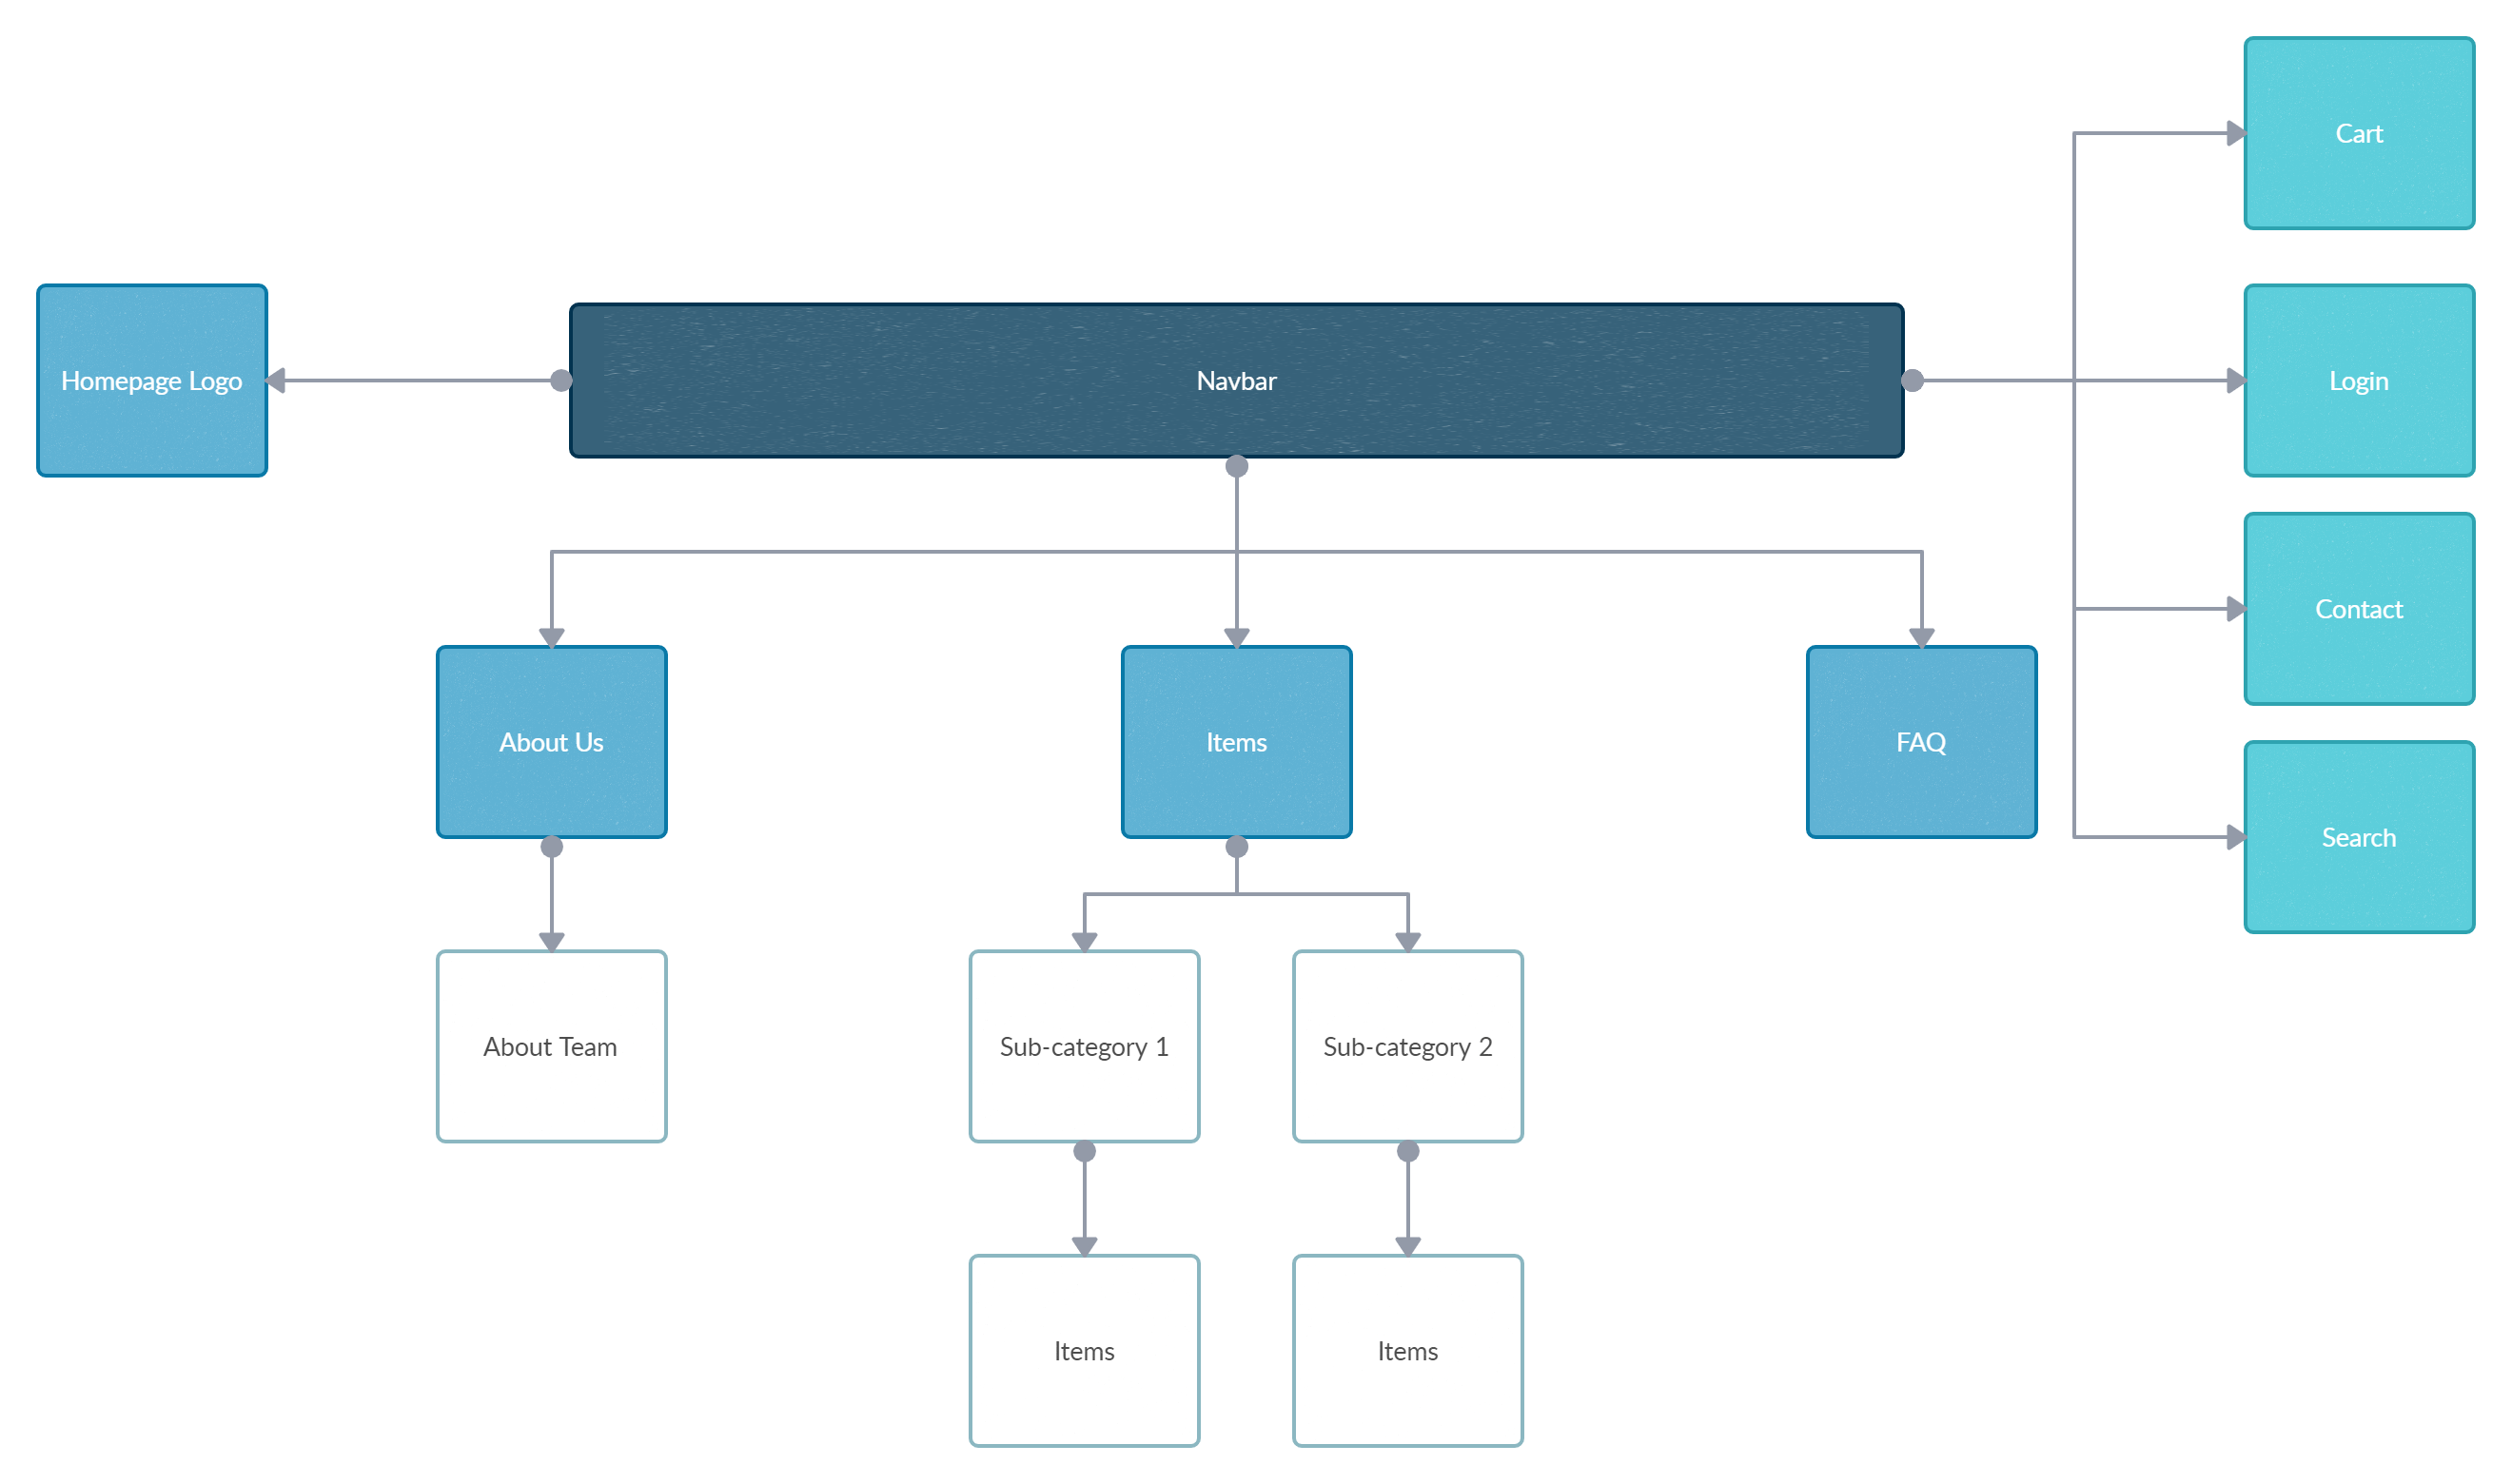 Cart
Homepage Logo
Navbar
Login
Contact
About Us
Items
FAQ
Search
About Team
Sub-category 1
Sub-category 2
Items
Items